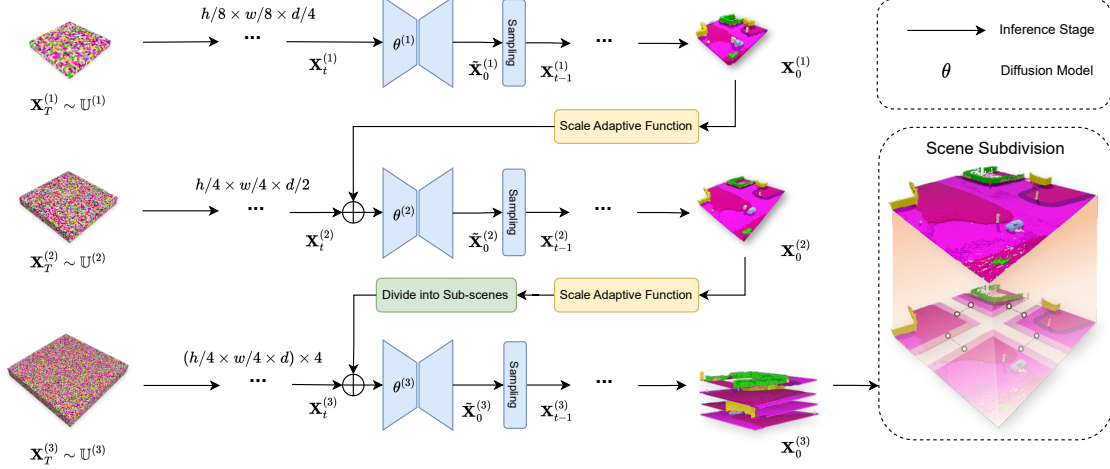 h/8 × w/8 × d/4
...
...
θ^(1)
Sampling
X_t^(1)
X̃_0^(1)
X_{t-1}^(1)
X_0^(1)
X_T^(1) ~ 𝕌^(1)
Inference Stage
θ
Diffusion Model
Scale Adaptive Function
Scene Subdivision
h/4 × w/4 × d/2
...
...
θ^(2)
Sampling
X_t^(2)
X̃_0^(2)
X_{t-1}^(2)
X_0^(2)
X_T^(2) ~ 𝕌^(2)
Divide into Sub-scenes
Scale Adaptive Function
(h/4 × w/4 × d) × 4
...
...
θ^(3)
Sampling
X_t^(3)
X̃_0^(3)
X_{t-1}^(3)
X_0^(3)
X_T^(3) ~ 𝕌^(3)